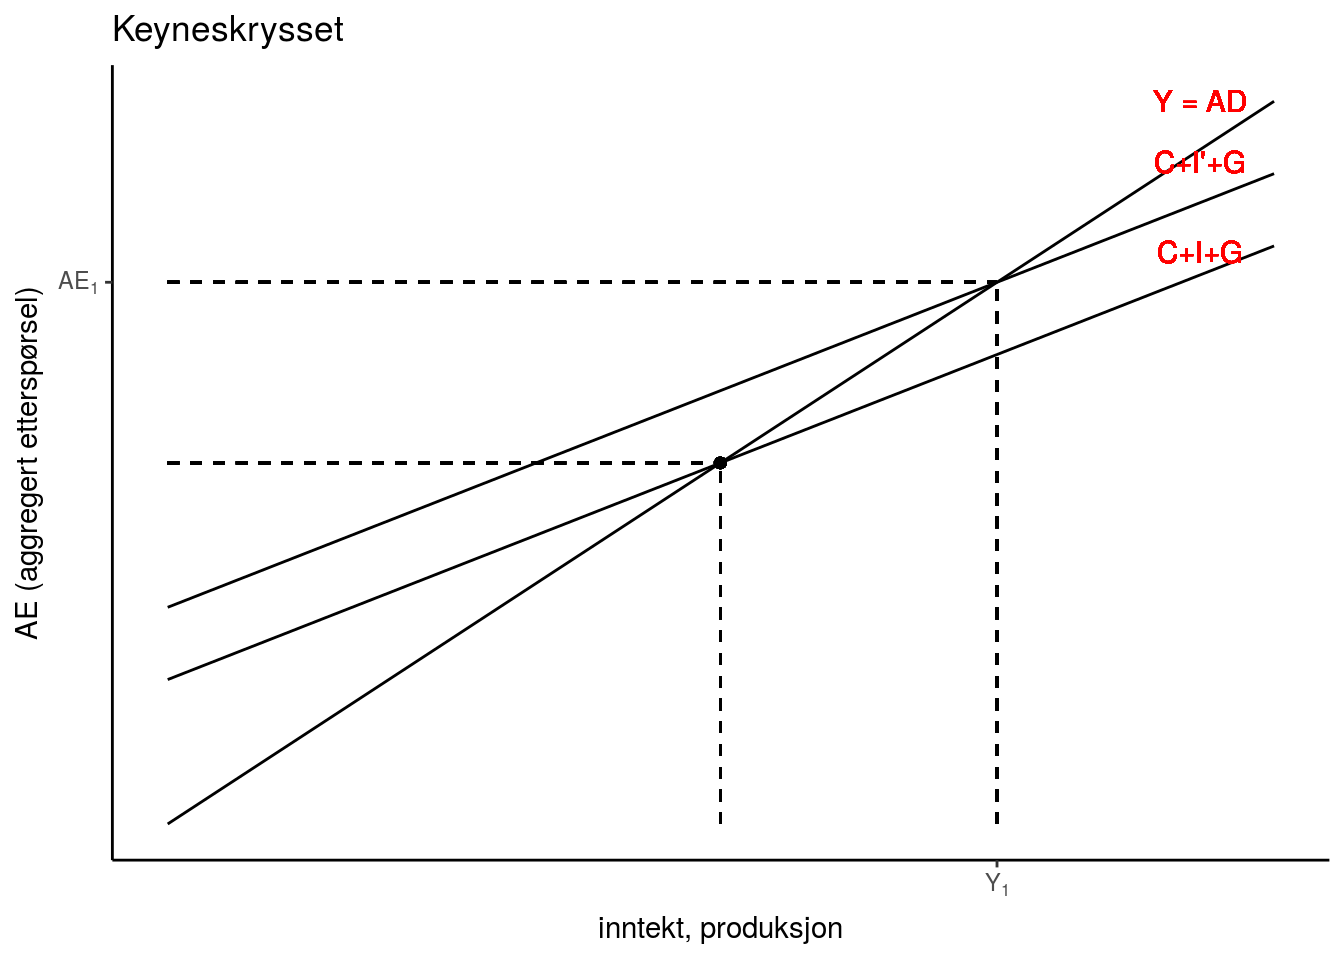 Keyneskrysset
Y = AD
C+I'+G
C+I+G
AE₁
AE (aggregert etterspørsel)
Y₁
inntekt, produksjon